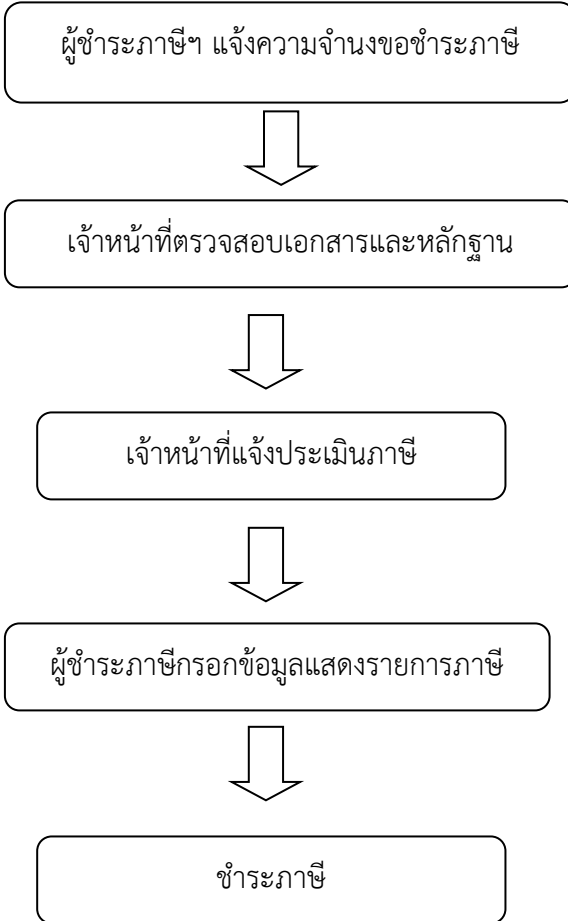 ผู้ชำระภาษีฯ แจ้งความจำนงขอชำระภาษี
เจ้าหน้าที่ตรวจสอบเอกสารและหลักฐาน
เจ้าหน้าที่แจ้งประเมินภาษี
ผู้ชำระภาษีกรอกข้อมูลแสดงรายการภาษี
ชำระภาษี